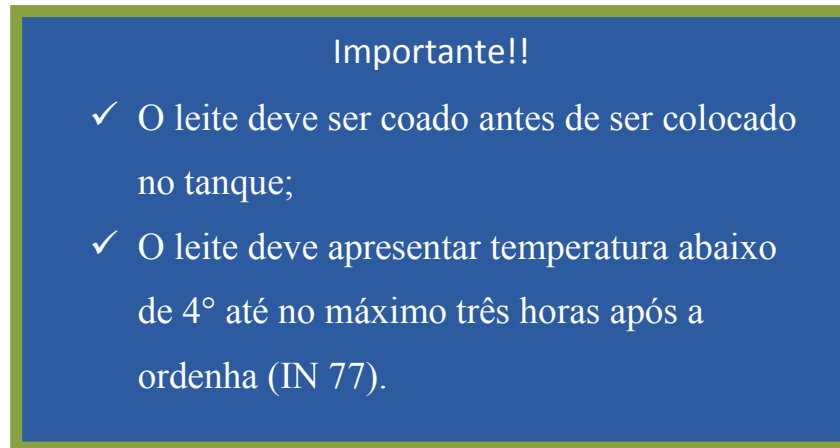 Importante!!
✓ O leite deve ser coado antes de ser colocado
no tanque;
✓ O leite deve apresentar temperatura abaixo
de 4° até no máximo três horas após a
ordenha (IN 77).